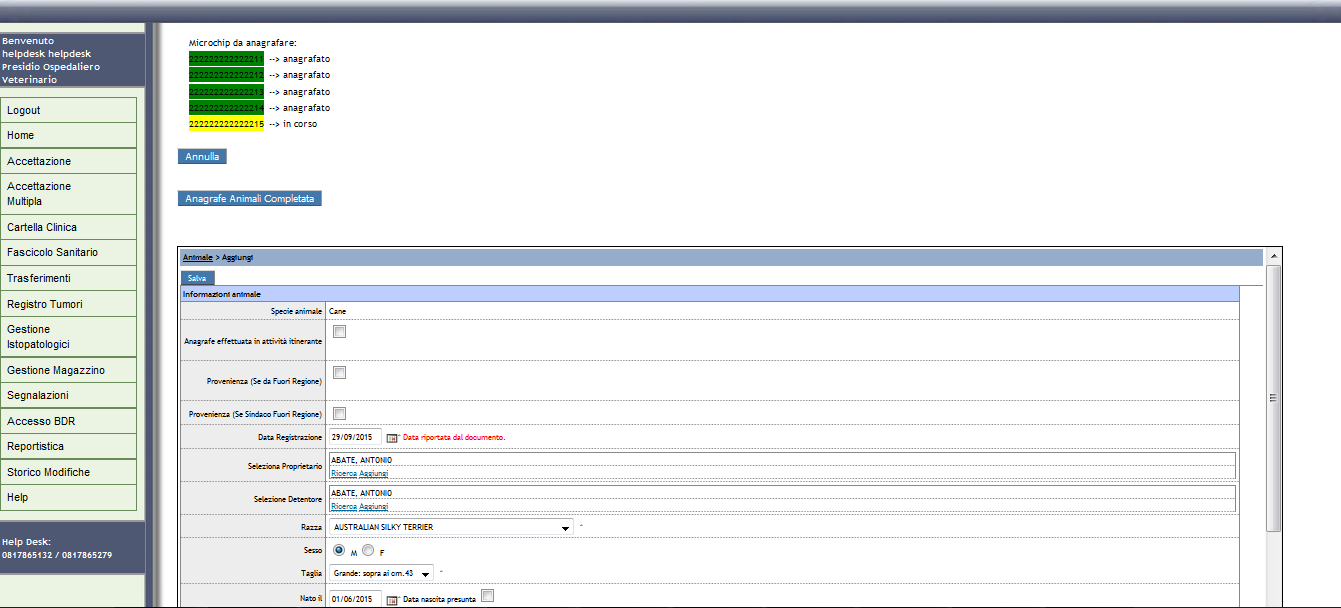 Benvenuto
helpdesk helpdesk
Presidio Ospedaliero
Veterinario
Logout
Home
Accettazione
Accettazione
Multipla
Cartella Clinica
Fascicolo Sanitario
Trasferimenti
Registro Tumori
Gestione
Istopatologici
Gestione Magazzino
Segnalazioni
Accesso BDR
Reportistica
Storico Modifiche
Help
Help Desk:
0817865132 / 0817865279
Microchip da anagrafare:
222222222222211 --> anagrafato
222222222222212 --> anagrafato
222222222222213 --> anagrafato
222222222222214 --> anagrafato
222222222222215 --> in corso
Annulla
Anagrafe Animali Completata
Animale > Aggiungi
Salva
Informazioni animale
Specie animale Cane
Anagrafe effettuata in attività itinerante
Provenienza (Se da Fuori Regione)
Provenienza (Se Sindaco Fuori Regione)
Data Registrazione 29/09/2015 * Data riportata dal documento.
Seleziona Proprietario ABATE, ANTONIO
Ricerca Aggiungi
Selezione Detentore ABATE, ANTONIO
Ricerca Aggiungi
Razza AUSTRALIAN SILKY TERRIER *
Sesso M F
Taglia Grande: sopra ai cm.43 *
Nato il 01/06/2015 * Data nascita presunta